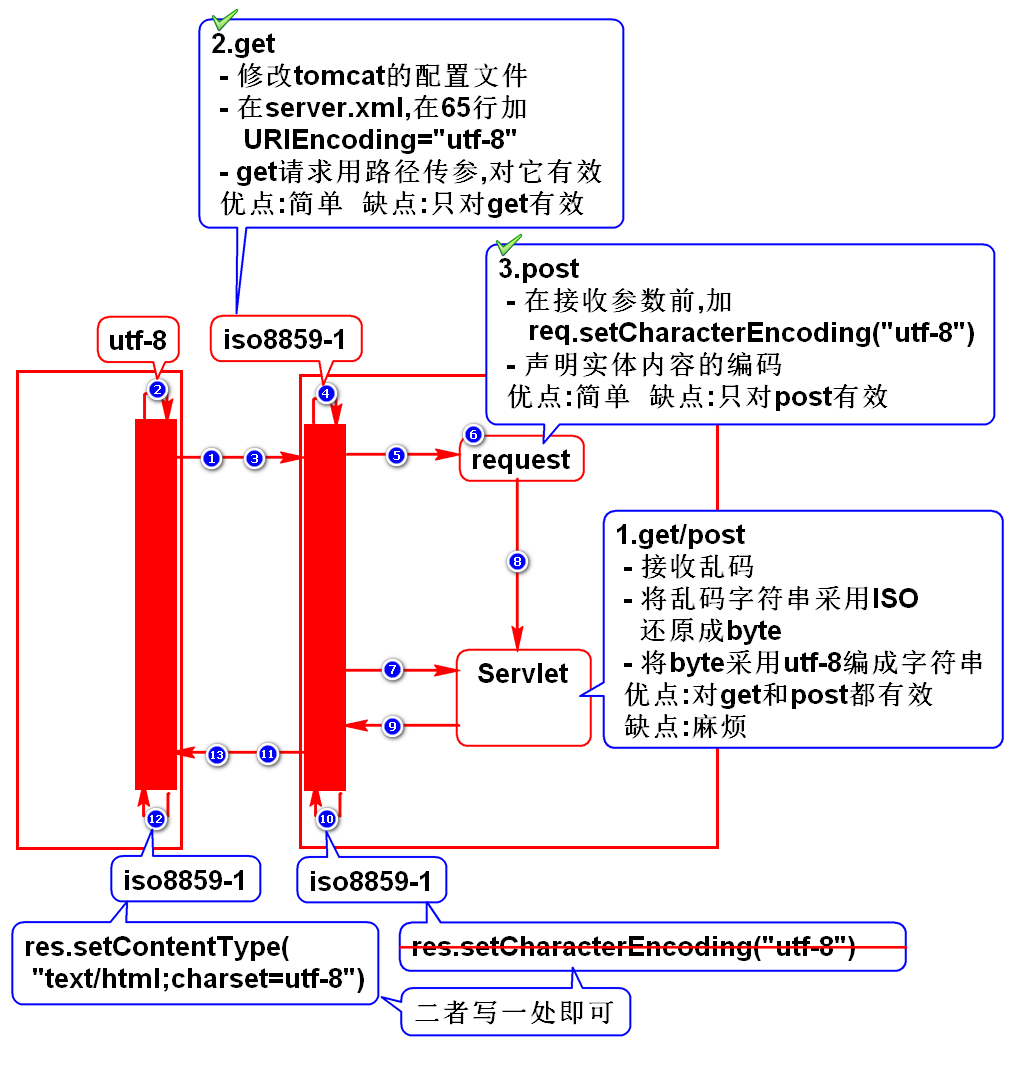 2.get
- 修改tomcat的配置文件
- 在server.xml,在65行加
URIEncoding="utf-8"
- get请求用路径传参,对它有效
优点:简单 缺点:只对get有效
3.post
- 在接收参数前,加
req.setCharacterEncoding("utf-8")
- 声明实体内容的编码
优点:简单 缺点:只对post有效
utf-8
iso8859-1
2
4
6
request
1
3
5
8
1.get/post
- 接收乱码
- 将乱码字符串采用ISO
还原成byte
- 将byte采用utf-8编成字符串
优点:对get和post都有效
缺点:麻烦
Servlet
7
9
13
11
12
10
iso8859-1
iso8859-1
res.setContentType(
"text/html;charset=utf-8")
res.setCharacterEncoding("utf-8")
二者写一处即可